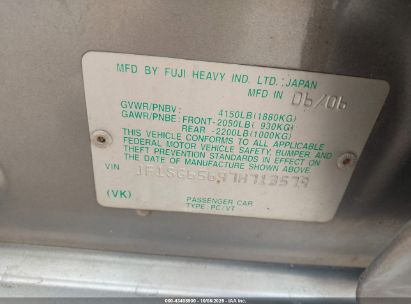 MFD BY FUJI HEAVY IND. LTD.: JAPAN
MFD IN 06/06
GVWR/PNBV: 4150LB(1880KG)
GAWR/PNBE: FRONT-2050LB( 930KG)
REAR -2200LB(1000KG)
THIS VEHICLE CONFORMS TO ALL APPLICABLE
FEDERAL MOTOR VEHICLE SAFETY, BUMPER, AND
THEFT PREVENTION STANDARDS IN EFFECT ON
THE DATE OF MANUFACTURE SHOWN ABOVE.
VIN
(VK)
PASSENGER CAR
TYPE: PC/VT